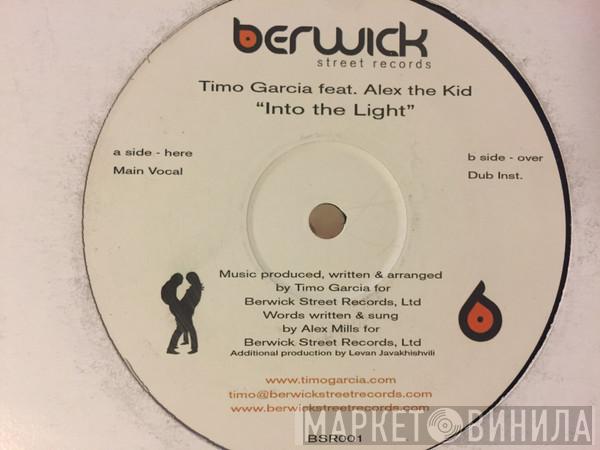 berwick
street records
Timo Garcia feat. Alex the Kid
“Into the Light”
a side - here
Main Vocal
b side - over
Dub Inst.
Music produced, written & arranged
by Timo Garcia for
Berwick Street Records, Ltd
Words written & sung
by Alex Mills for
Berwick Street Records, Ltd
Additional production by Levan Javakhishvili
www.timogarcia.com
timo@berwickstreetrecords.com
www.berwickstreetrecords.com
BSR001
МАРКЕТ ВИНИЛА